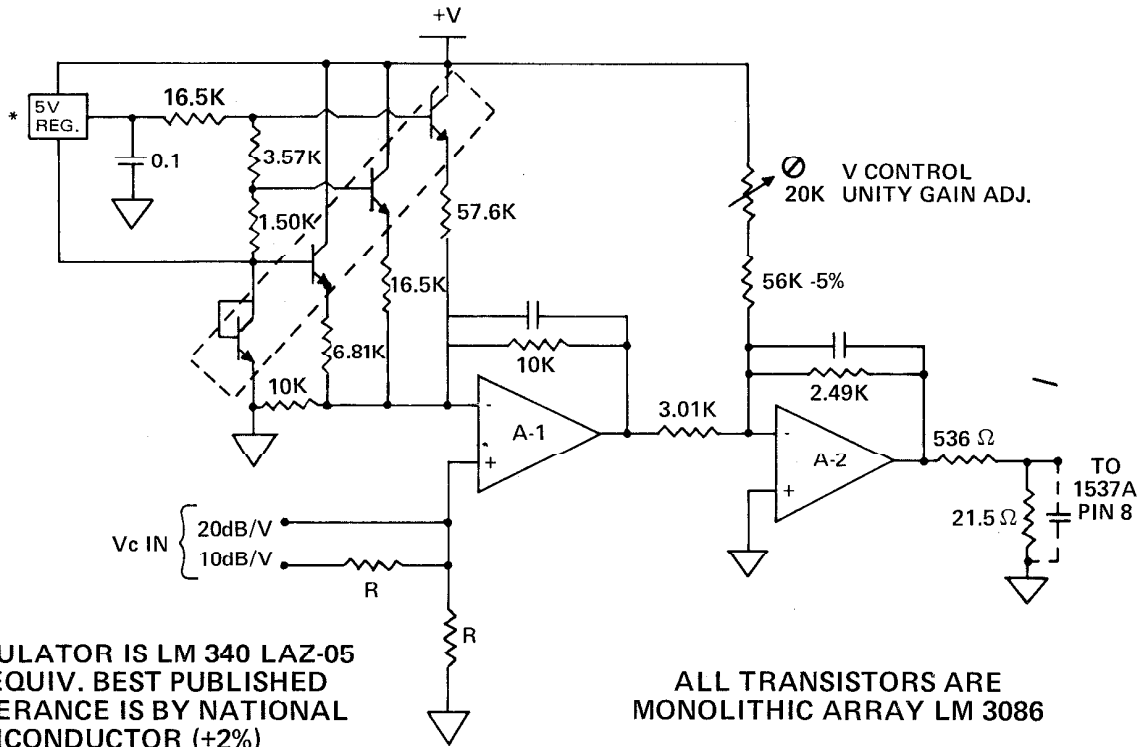 +V
5V
REG.
*
16.5K
0.1
3.57K
1.50K
57.6K
16.5K
6.81K
10K
10K
20K
V CONTROL
UNITY GAIN ADJ.
56K -5%
2.49K
3.01K
A-1
-
+
A-2
-
+
536 Ω
21.5 Ω
TO
1537A
PIN 8
Vc IN
20dB/V
10dB/V
R
R
ULATOR IS LM 340 LAZ-05
EQUIV. BEST PUBLISHED
ERANCE IS BY NATIONAL
ICONDUCTOR (+2%)
ALL TRANSISTORS ARE
MONOLITHIC ARRAY LM 3086